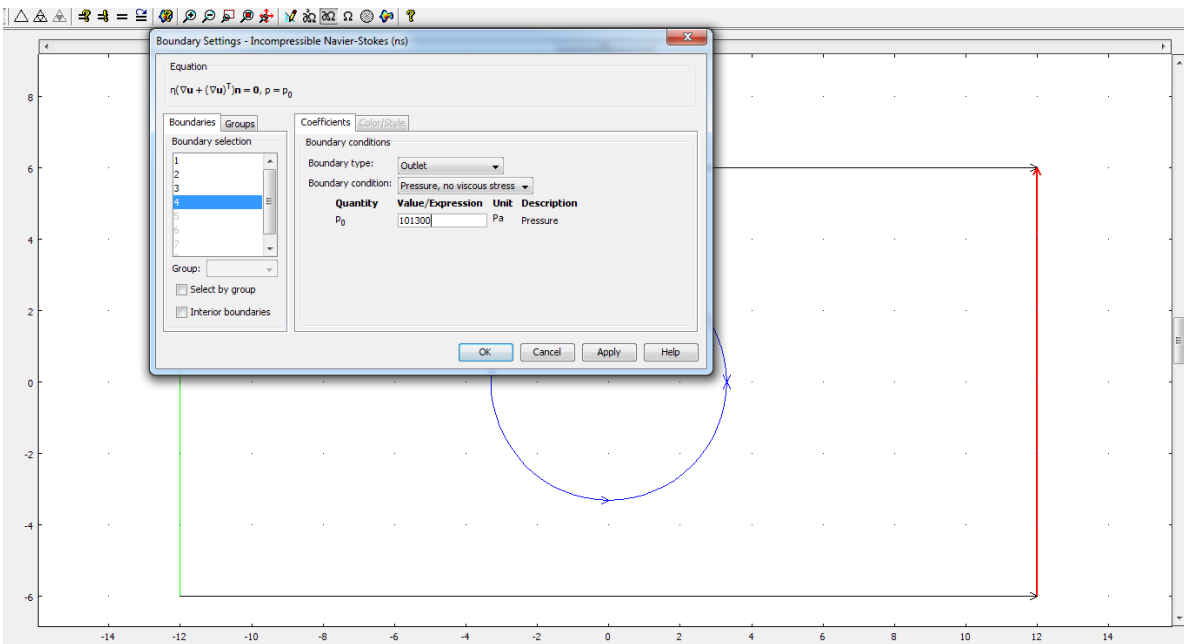 Boundary Settings - Incompressible Navier-Stokes (ns)
Equation
η(∇u + (∇u)ᵀ)n = 0, p = p₀
Boundaries Groups
Boundary selection
1
2
3
4
5
6
7
Group:
Select by group
Interior boundaries
Coefficients Color/Style
Boundary conditions
Boundary type: Outlet
Boundary condition: Pressure, no viscous stress
Quantity Value/Expression Unit Description
p₀ 101300 Pa Pressure
OK Cancel Apply Help
8
6
4
2
0
-2
-4
-6
-14 -12 -10 -8 -6 -4 -2 0 2 4 6 8 10 12 14